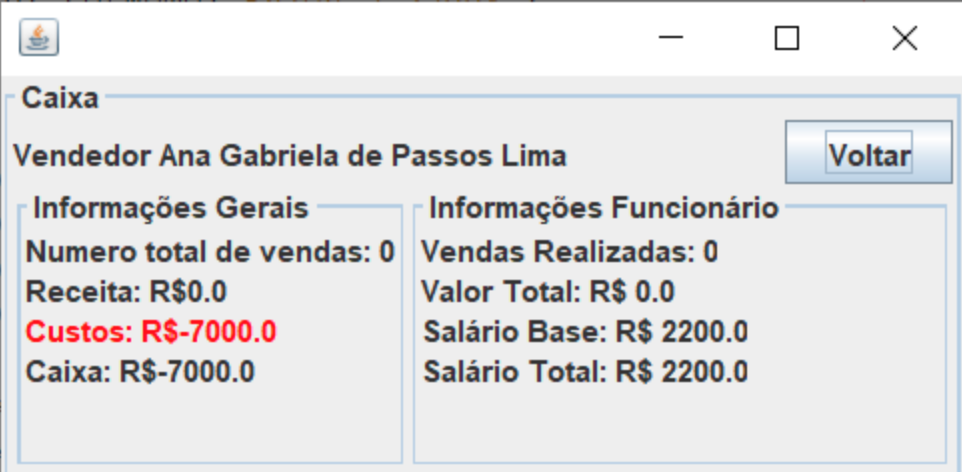 Caixa
Vendedor Ana Gabriela de Passos Lima
Voltar
Informações Gerais
Numero total de vendas: 0
Receita: R$0.0
Custos: R$-7000.0
Caixa: R$-7000.0
Informações Funcionário
Vendas Realizadas: 0
Valor Total: R$ 0.0
Salário Base: R$ 2200.0
Salário Total: R$ 2200.0